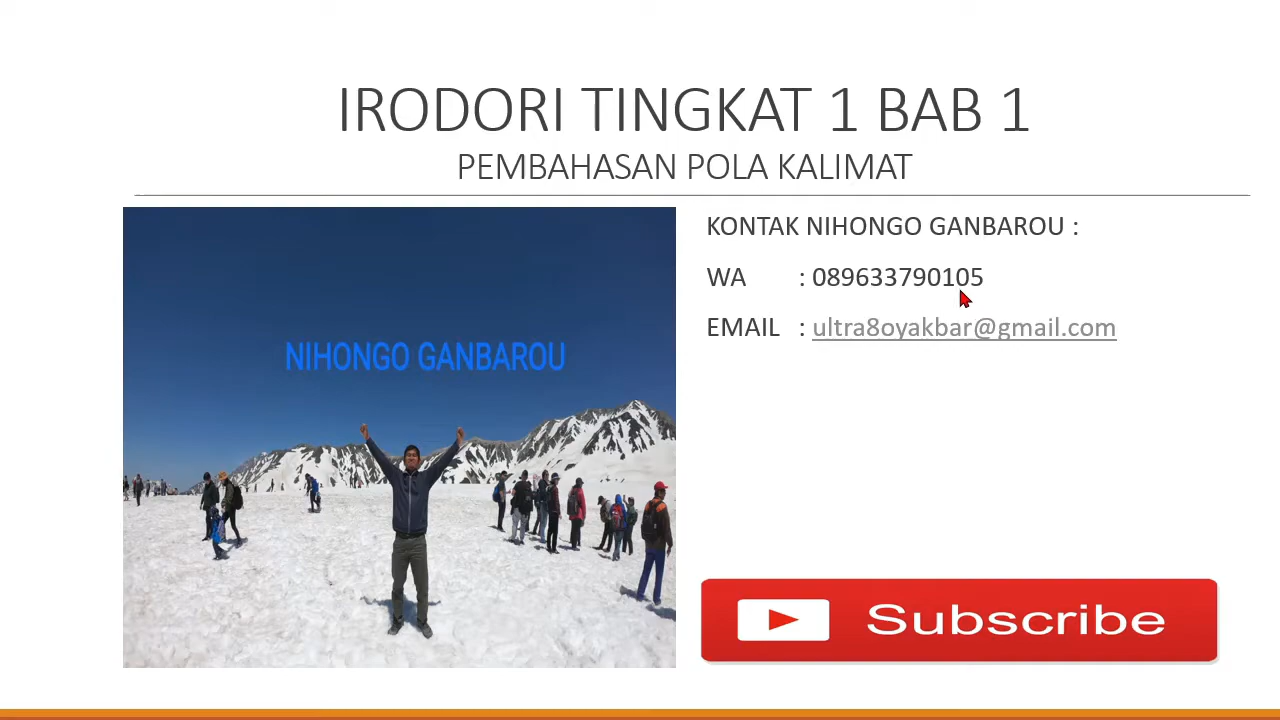 IRODORI TINGKAT 1 BAB 1
PEMBAHASAN POLA KALIMAT
KONTAK NIHONGO GANBAROU :
WA : 089633790105
EMAIL : ultra8oyakbar@gmail.com
NIHONGO GANBAROU
Subscribe